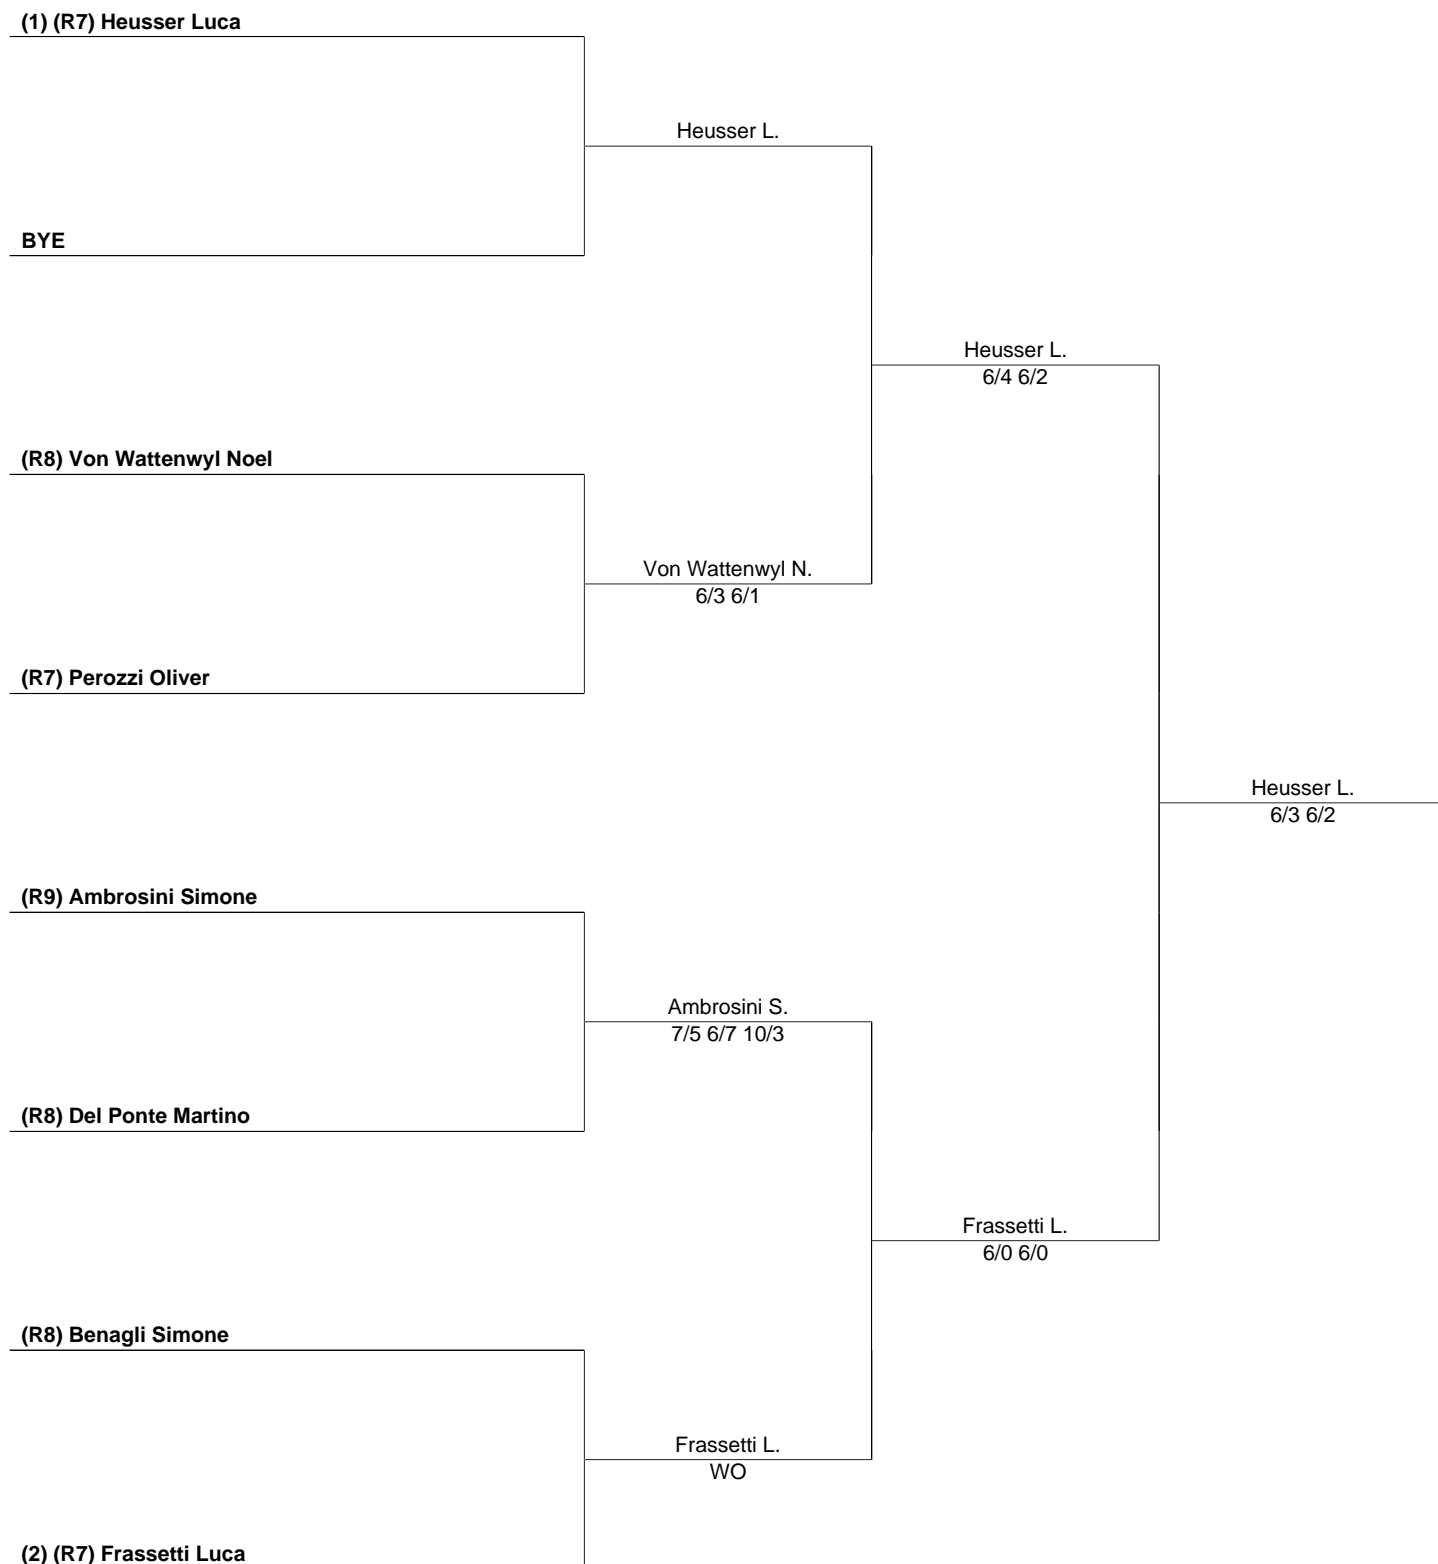 (1) (R7) Heusser Luca
Heusser L.
BYE
Heusser L.
6/4 6/2
(R8) Von Wattenwyl Noel
Von Wattenwyl N.
6/3 6/1
(R7) Perozzi Oliver
Heusser L.
6/3 6/2
(R9) Ambrosini Simone
Ambrosini S.
7/5 6/7 10/3
(R8) Del Ponte Martino
Frassetti L.
6/0 6/0
(R8) Benagli Simone
Frassetti L.
WO
(2) (R7) Frassetti Luca